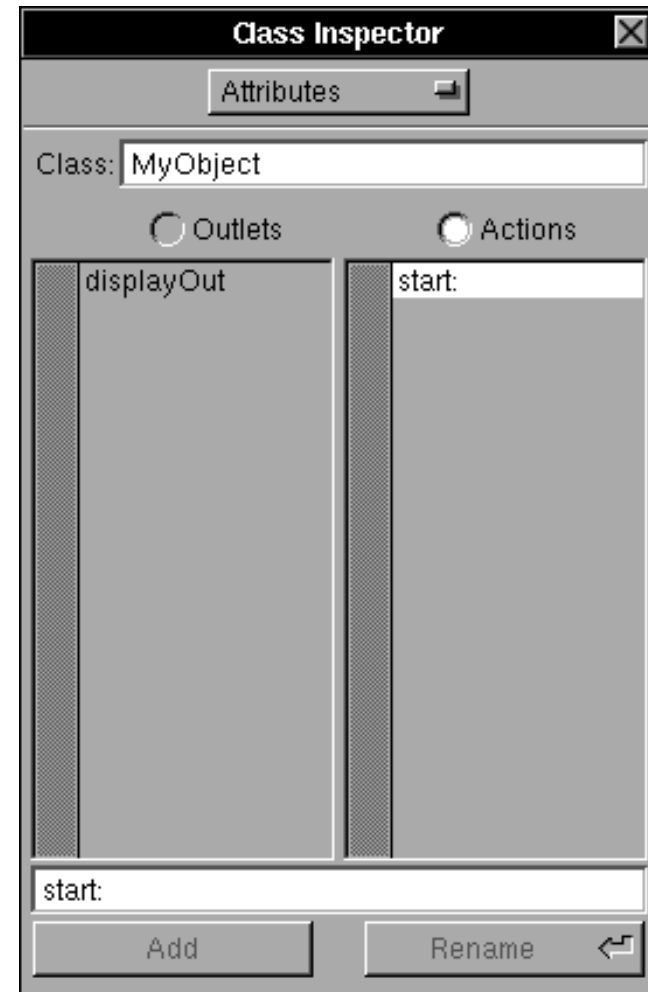 Class Inspector
Attributes
Class: MyObject
Outlets Actions
displayOut start:
start:
Add Rename